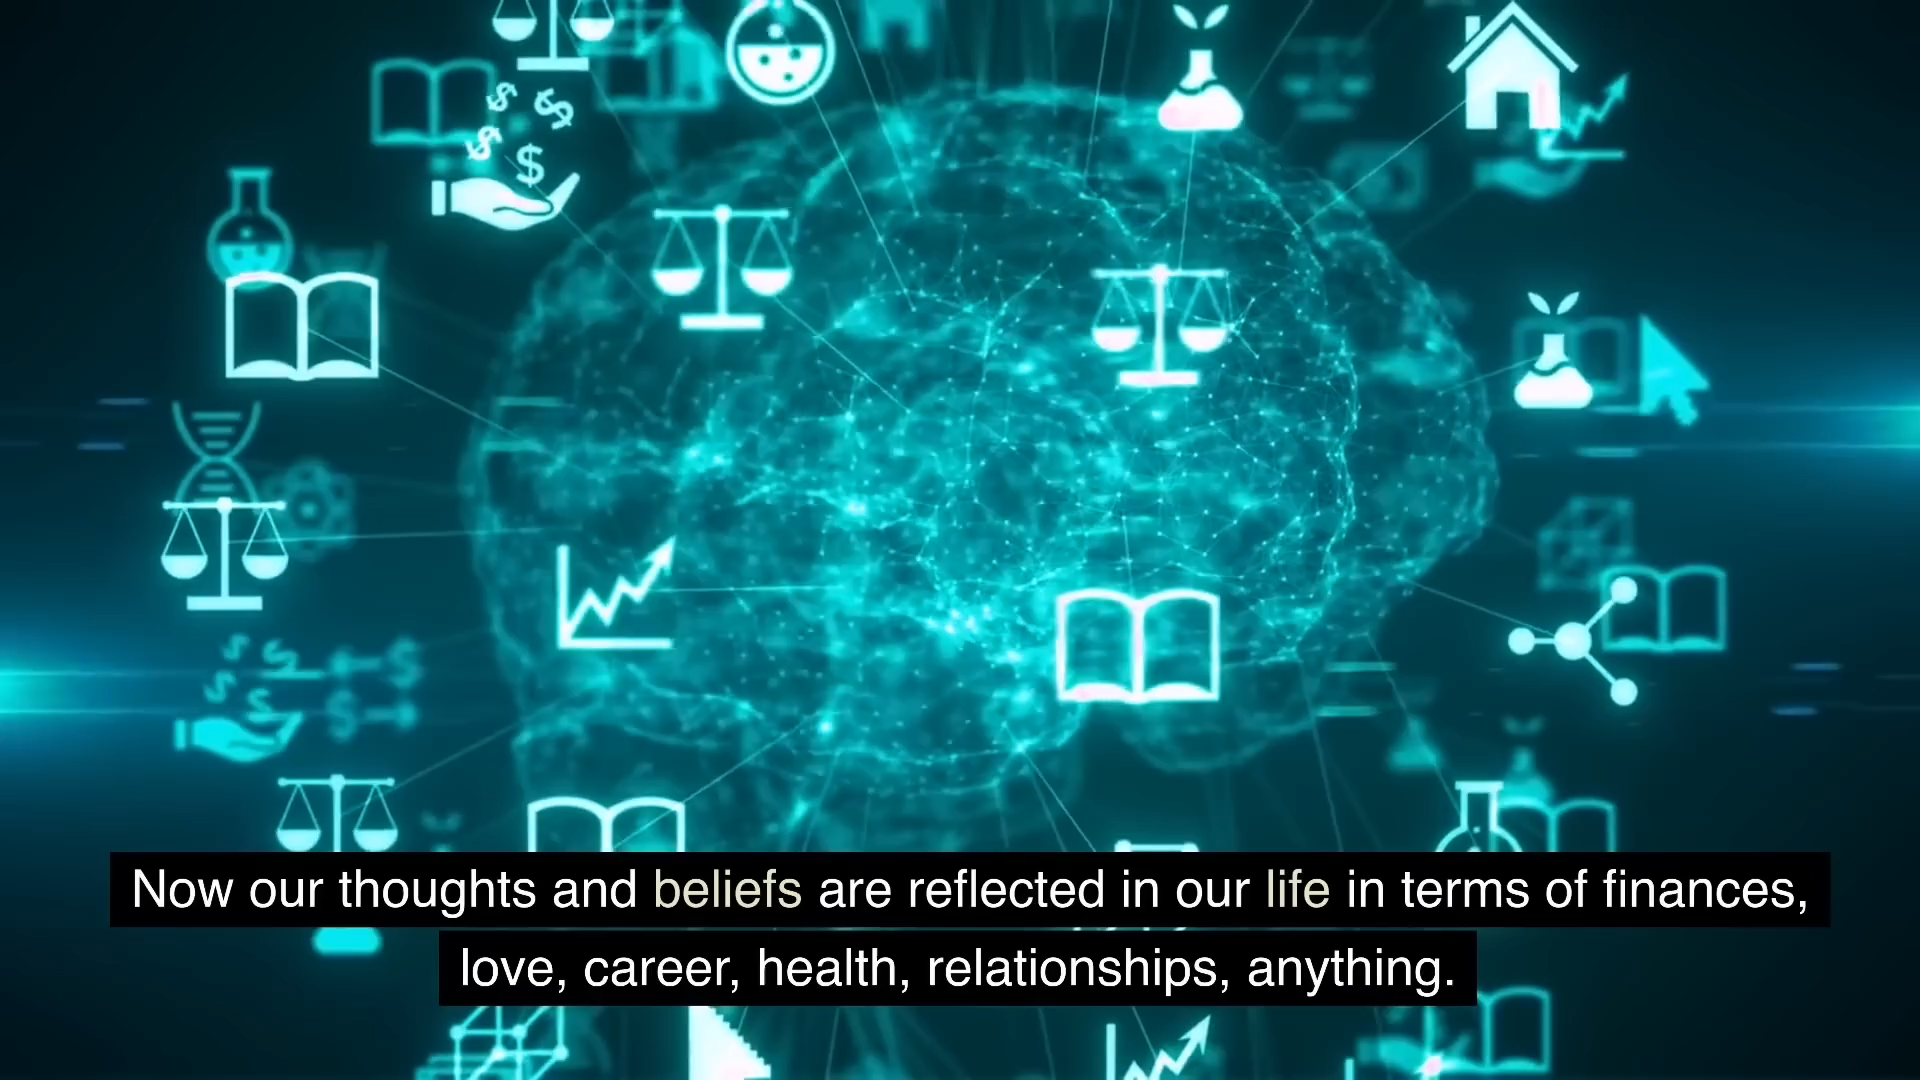 Now our thoughts and beliefs are reflected in our life in terms of finances,
love, career, health, relationships, anything.